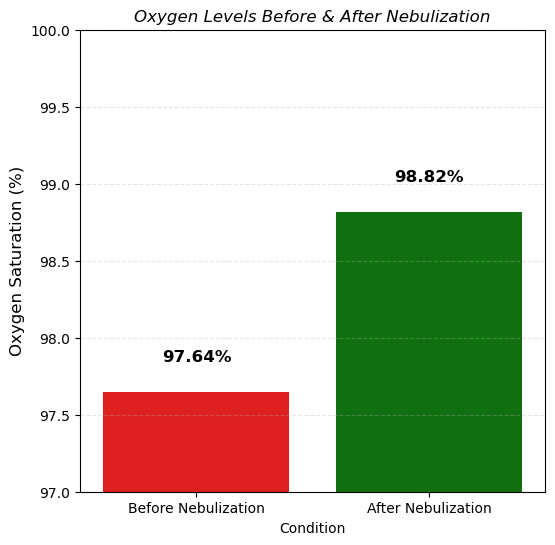 Oxygen Levels Before & After Nebulization
100.0
99.5
99.0
98.5
98.0
97.5
97.0
Oxygen Saturation (%)
97.64%
98.82%
Before Nebulization
After Nebulization
Condition